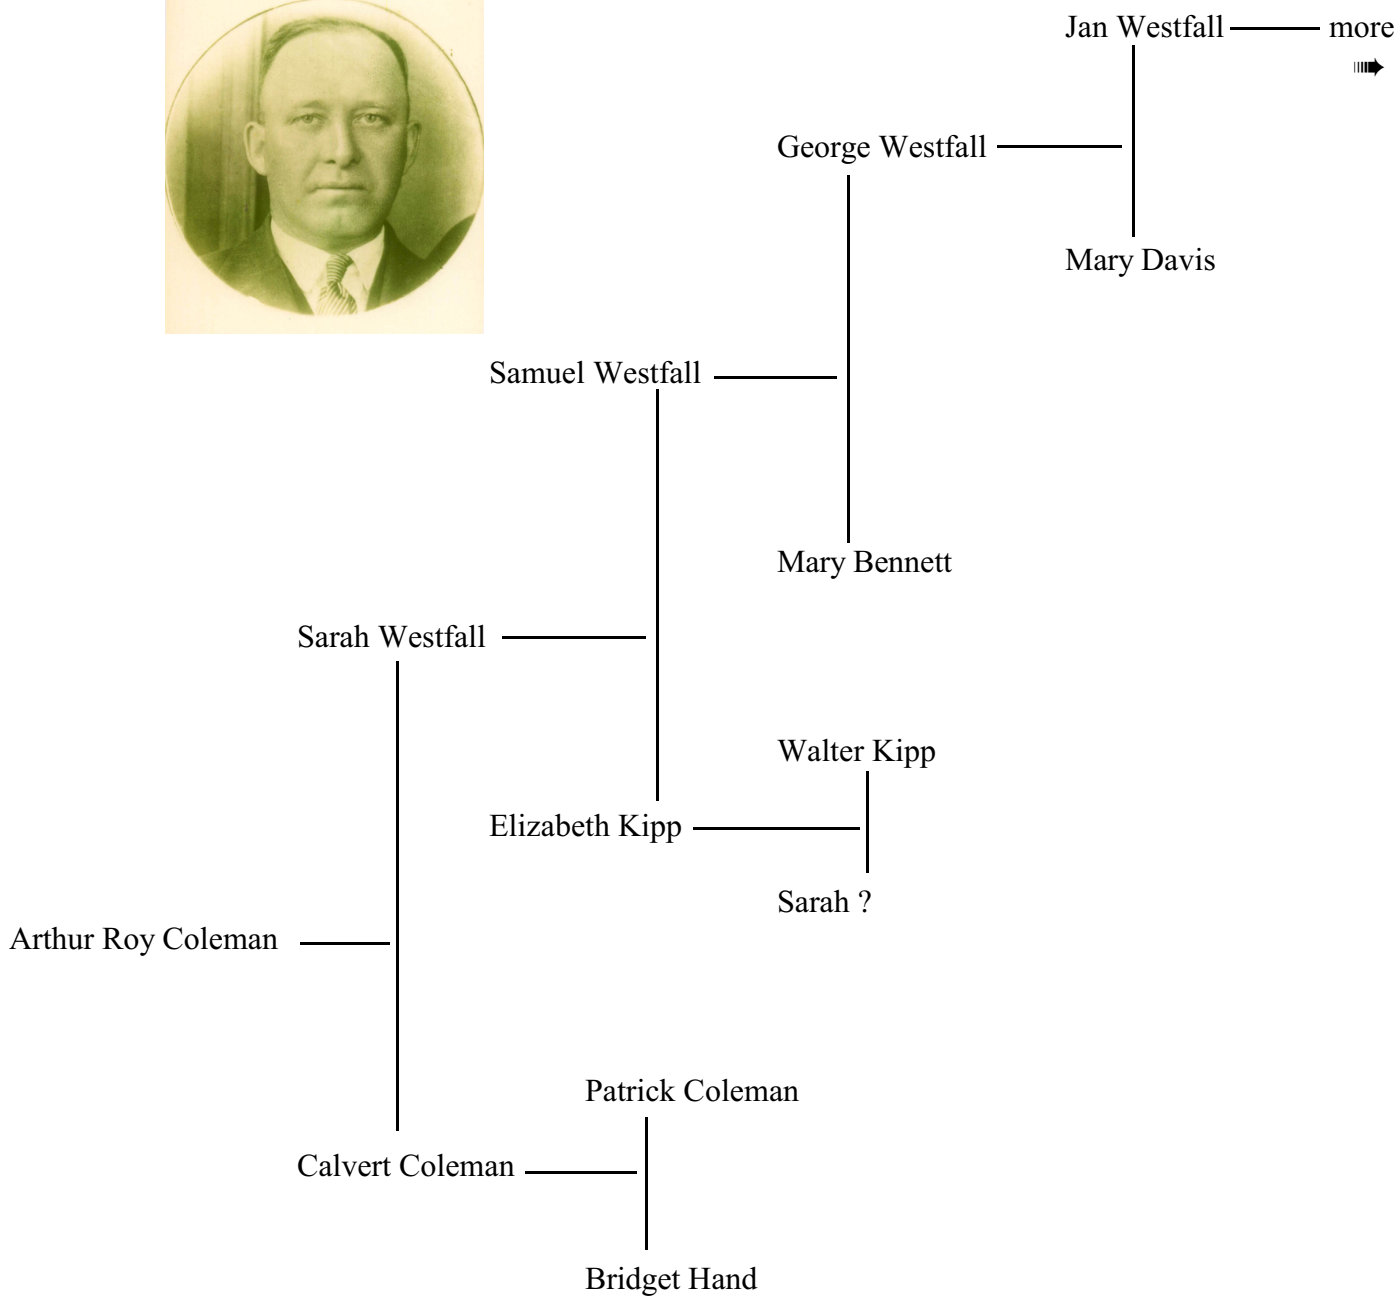 Jan Westfall more
George Westfall
Mary Davis
Samuel Westfall
Mary Bennett
Sarah Westfall
Walter Kipp
Elizabeth Kipp
Sarah ?
Arthur Roy Coleman
Patrick Coleman
Calvert Coleman
Bridget Hand